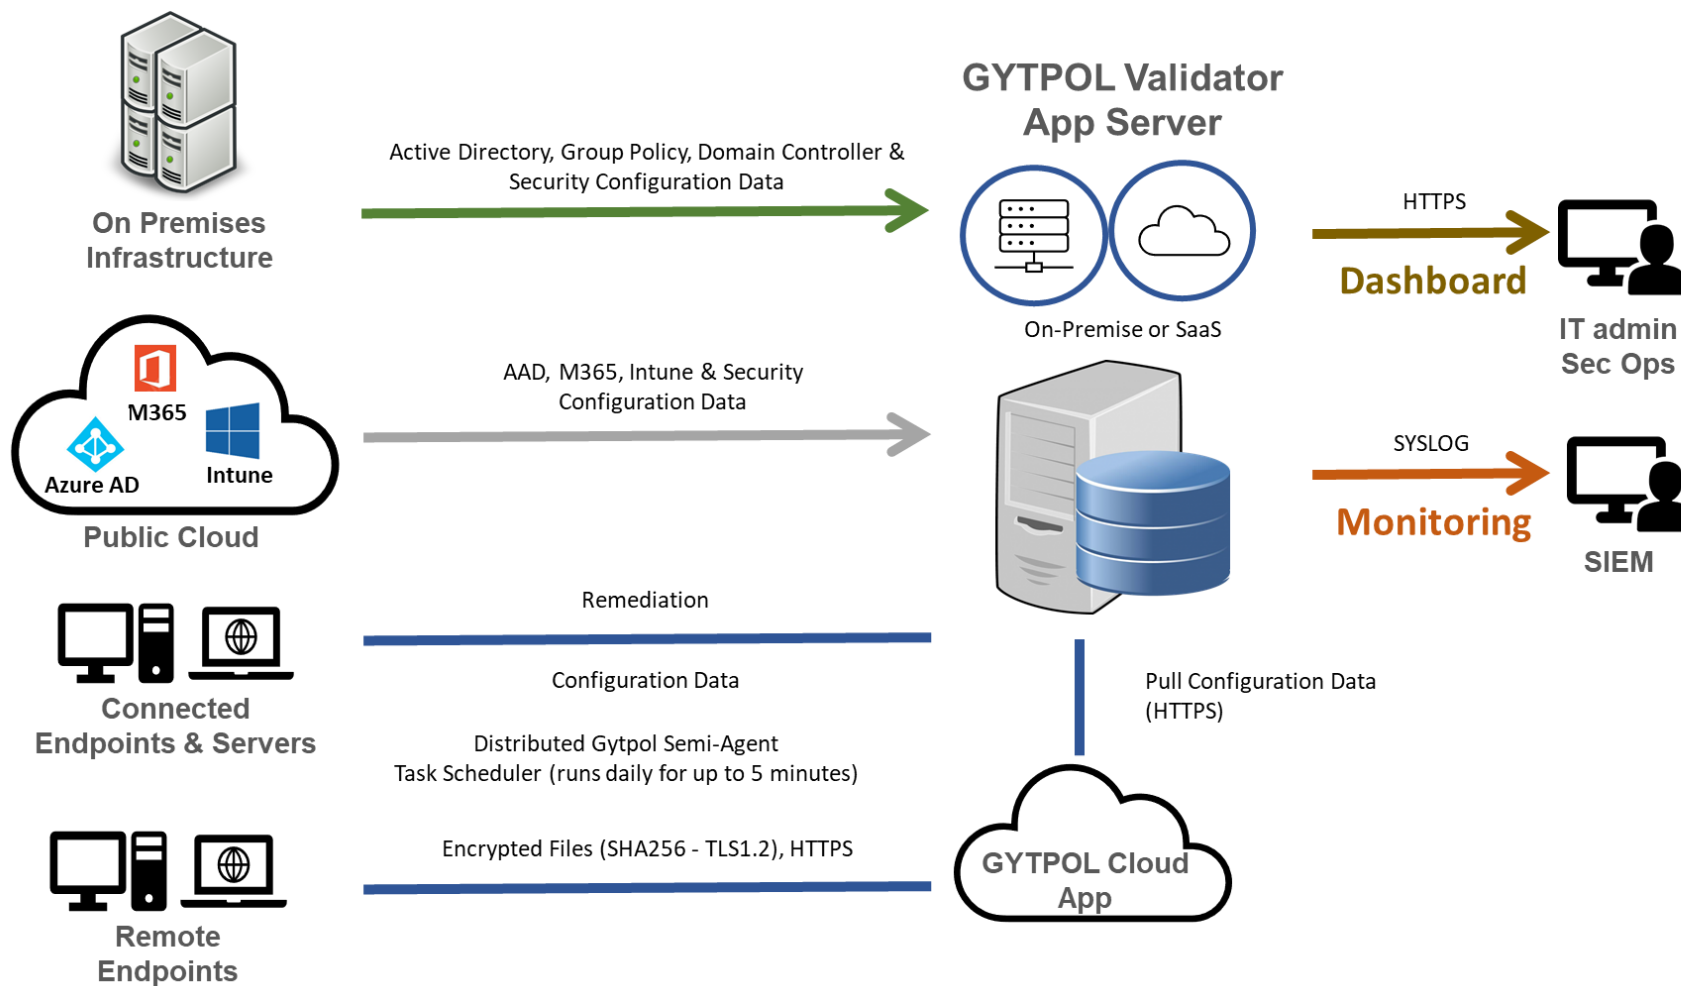 GYTPOL Validator
App Server
Active Directory, Group Policy, Domain Controller &
Security Configuration Data
On Premises
Infrastructure
HTTPS
Dashboard
IT admin
Sec Ops
On-Premise or SaaS
M365
Azure AD
Intune
Public Cloud
AAD, M365, Intune & Security
Configuration Data
SYSLOG
Monitoring
SIEM
Remediation
Configuration Data
Connected
Endpoints & Servers
Pull Configuration Data
(HTTPS)
Distributed Gytpol Semi-Agent
Task Scheduler (runs daily for up to 5 minutes)
Encrypted Files (SHA256 - TLS1.2), HTTPS
GYTPOL Cloud
App
Remote
Endpoints